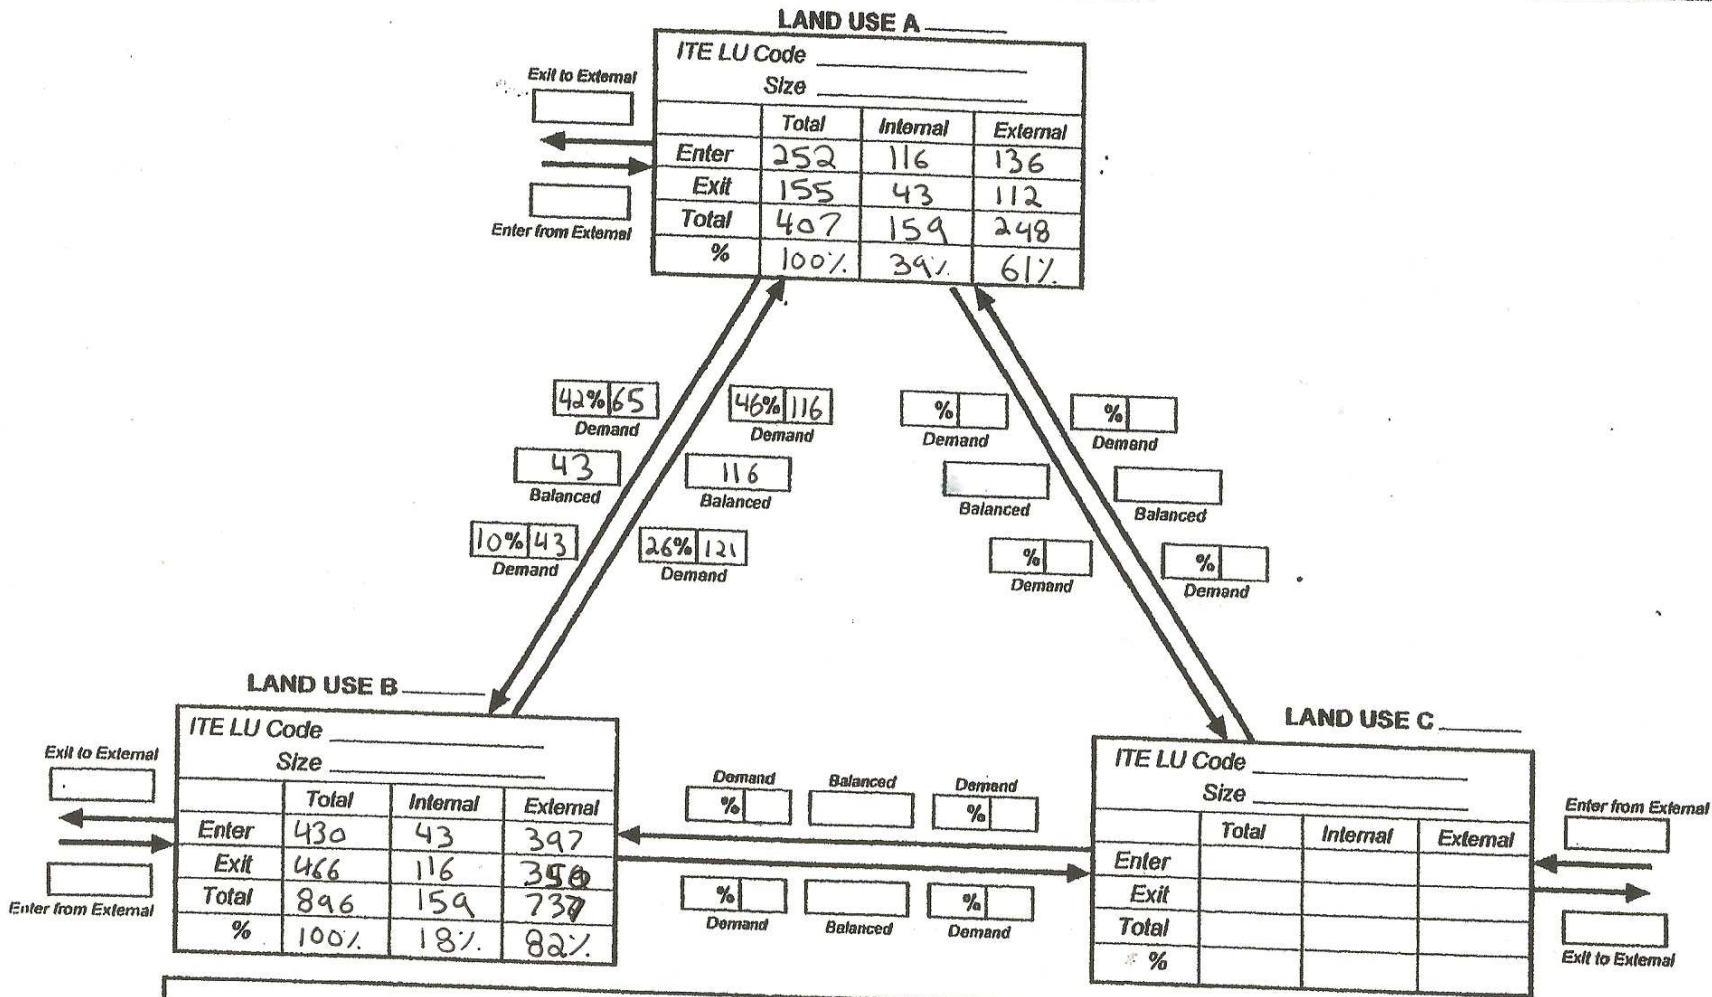 LAND USE A
ITE LU Code
Size
Total Internal External
Enter 252 116 136
Exit 155 43 112
Total 407 159 248
% 100% 39% 61%
Exit to External
Enter from External
42% 65
Demand
46% 116
Demand
%
Demand
%
Demand
43
Balanced
116
Balanced
Balanced
Balanced
10% 43
Demand
26% 121
Demand
%
Demand
%
Demand
LAND USE B
ITE LU Code
Size
Total Internal External
Enter 430 43 397
Exit 466 116
Total 896 159 737
% 100% 18% 82%
Exit to External
Enter from External
Demand Balanced Demand
% %
% %
Demand Balanced Demand
LAND USE C
ITE LU Code
Size
Total Internal External
Enter
Exit
Total
%
Enter from External
Exit to External